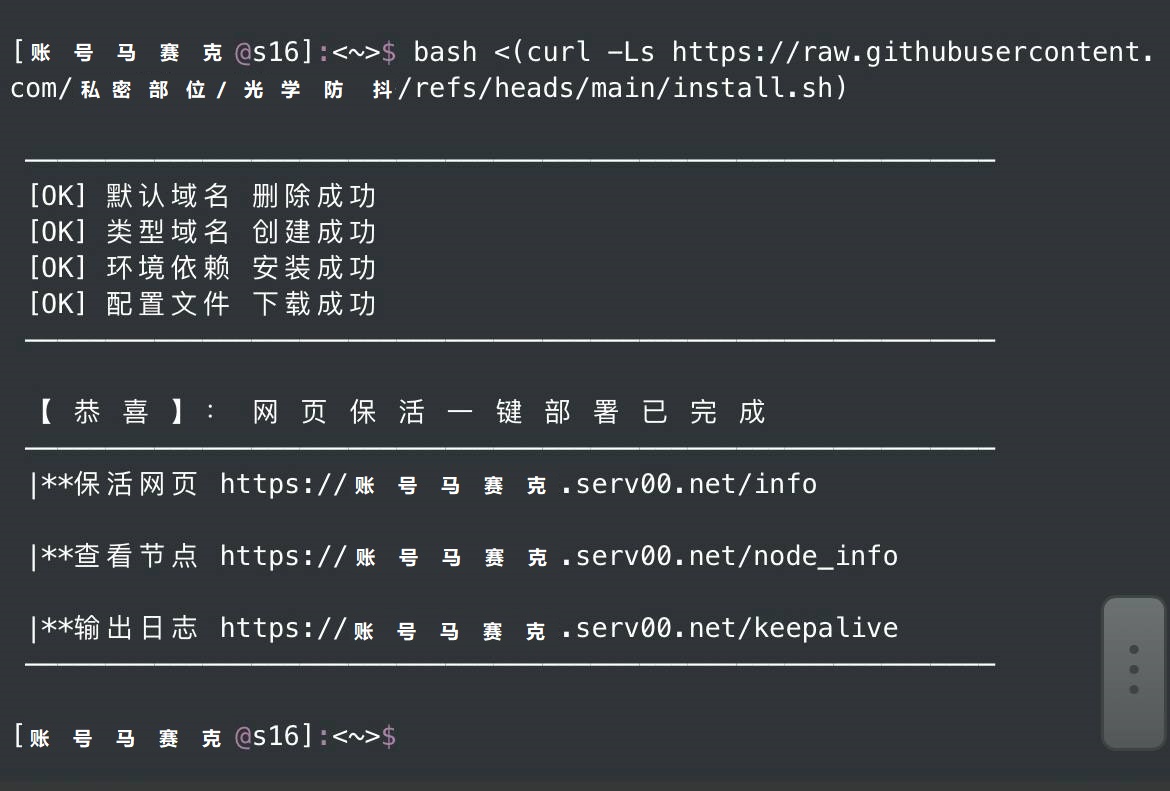 [账号马赛克@s16]:<~>$ bash <(curl -Ls https://raw.githubusercontent.
com/私密部位/光学防抖/refs/heads/main/install.sh)
[OK] 默认域名 删除成功
[OK] 类型域名 创建成功
[OK] 环境依赖 安装成功
[OK] 配置文件 下载成功
【恭喜】： 网页保活一键部署已完成
|**保活网页 https://账号马赛克.serv00.net/info
|**查看节点 https://账号马赛克.serv00.net/node_info
|**输出日志 https://账号马赛克.serv00.net/keepalive
[账号马赛克@s16]:<~>$